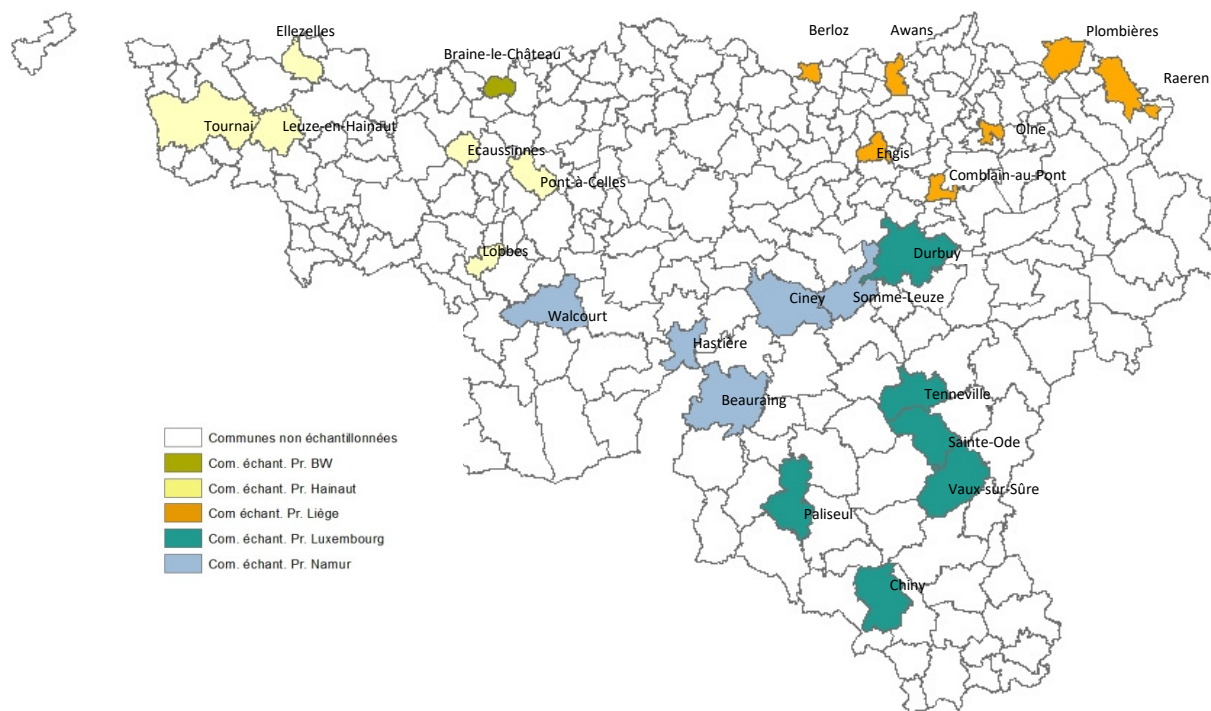 Ellezelles
Braine-le-Château
Berloz
Awans
Plombières
Raeren
Tournai
Leuze-en-Hainaut
Ecaussinnes
Pont-à-Celles
Engis
Olne
Comblain-au-Pont
Lobbes
Durbuy
Walcourt
Ciney
Somme-Leuze
Hastière
Beauraing
Tenneville
Sainte-Ode
Vaux-sur-Sûre
Paliseul
Chiny
Communes non échantillonnées
Com. échant. Pr. BW
Com. échant. Pr. Hainaut
Com échant. Pr. Liège
Com. échant. Pr. Luxembourg
Com. échant. Pr. Namur